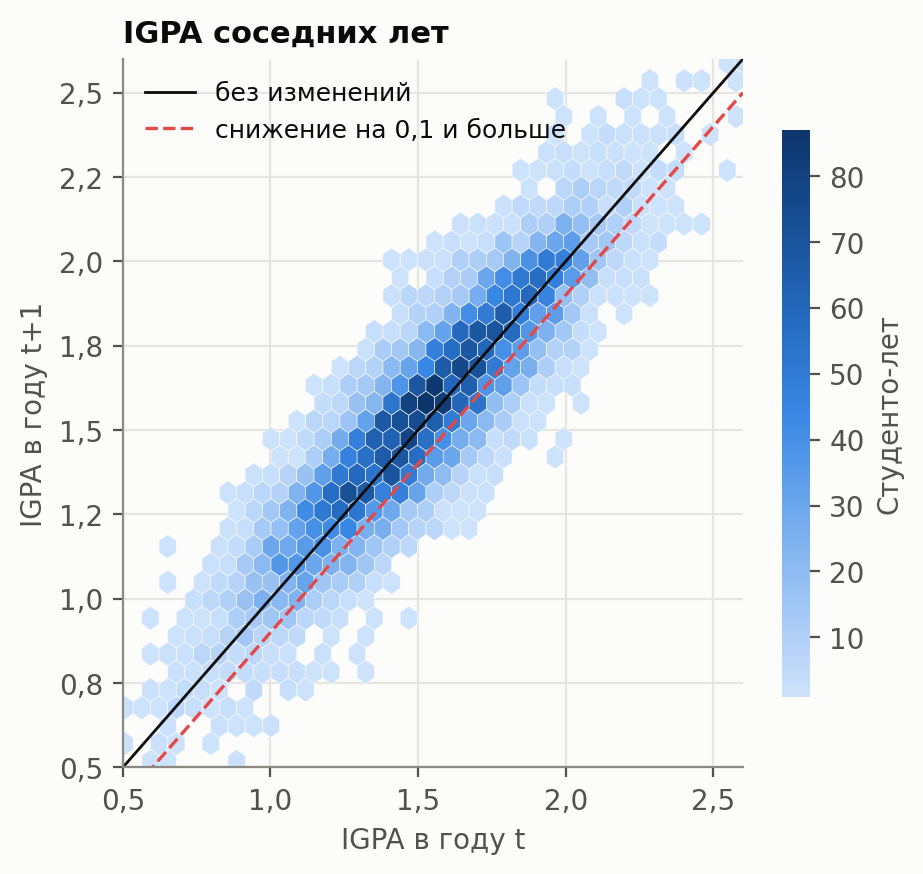 IGPA соседних лет
без изменений
снижение на 0,1 и больше
IGPA в году t+1
2,5
2,2
2,0
1,8
1,5
1,2
1,0
0,8
0,5
0,5 1,0 1,5 2,0 2,5
IGPA в году t
80
70
60
50
40
30
20
10
Студенто-лет